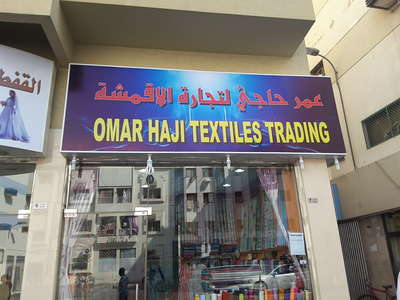 عمر حاجي لتجارة الاقمشة
OMAR HAJI TEXTILES TRADING